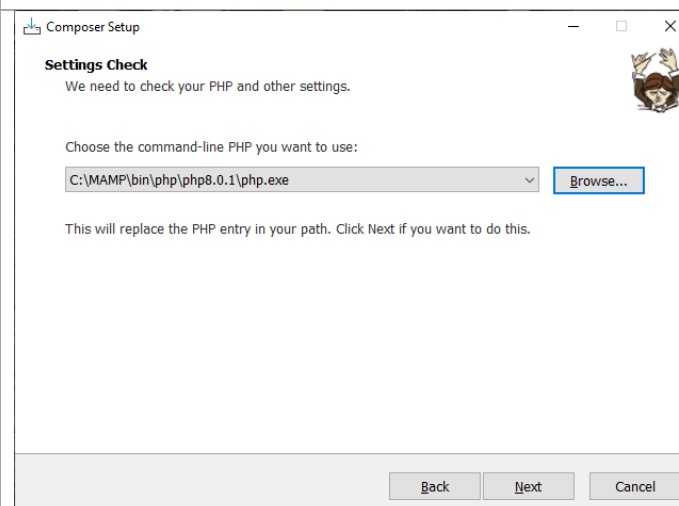 Composer Setup
Settings Check
We need to check your PHP and other settings.
Choose the command-line PHP you want to use:
C:\MAMP\bin\php\php8.0.1\php.exe
Browse...
This will replace the PHP entry in your path. Click Next if you want to do this.
Back
Next
Cancel